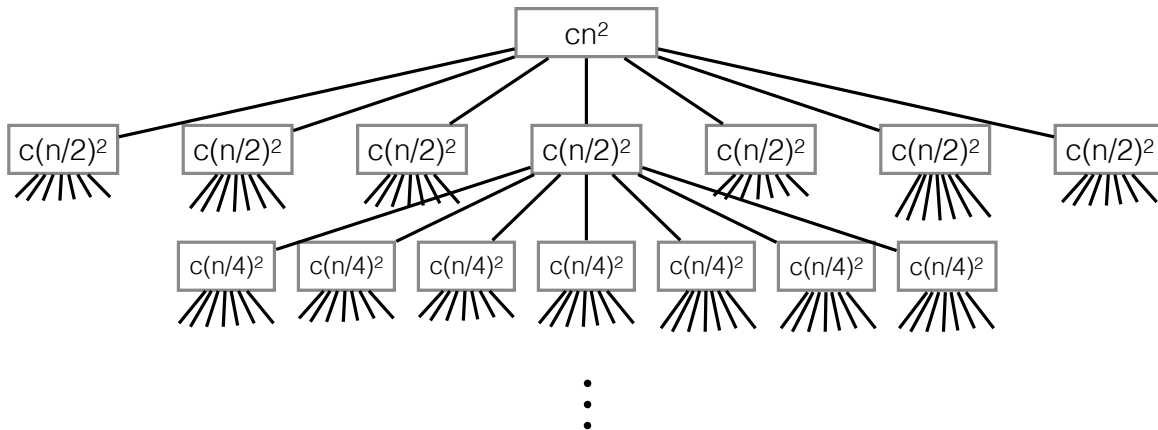 cn²
c(n/2)² c(n/2)² c(n/2)² c(n/2)² c(n/2)² c(n/2)² c(n/2)²
c(n/4)² c(n/4)² c(n/4)² c(n/4)² c(n/4)² c(n/4)² c(n/4)²